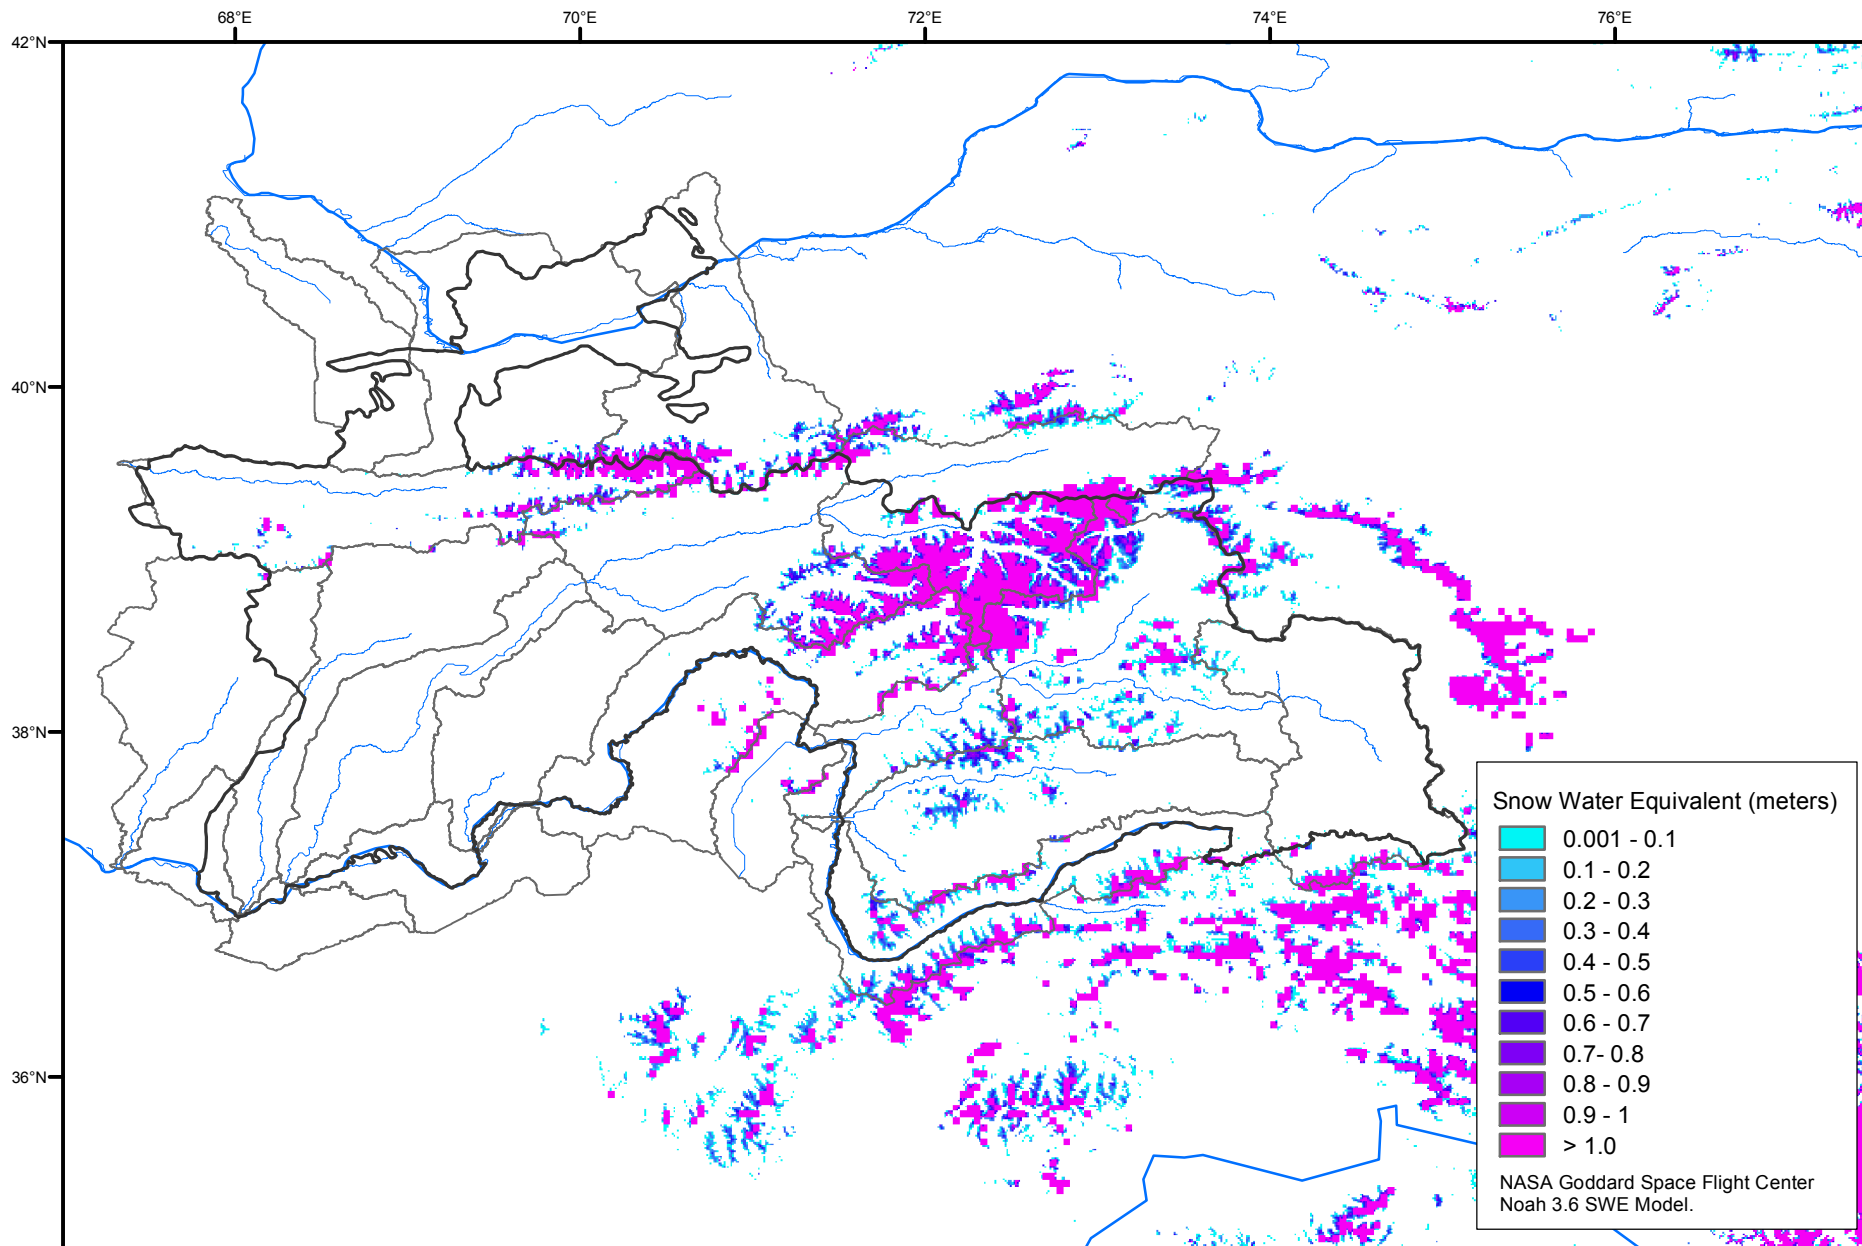 68°E 70°E 72°E 74°E 76°E
42°N
40°N
38°N
36°N
Snow Water Equivalent (meters)
0.001 - 0.1
0.1 - 0.2
0.2 - 0.3
0.3 - 0.4
0.4 - 0.5
0.5 - 0.6
0.6 - 0.7
0.7- 0.8
0.8 - 0.9
0.9 - 1
> 1.0
NASA Goddard Space Flight Center
Noah 3.6 SWE Model.